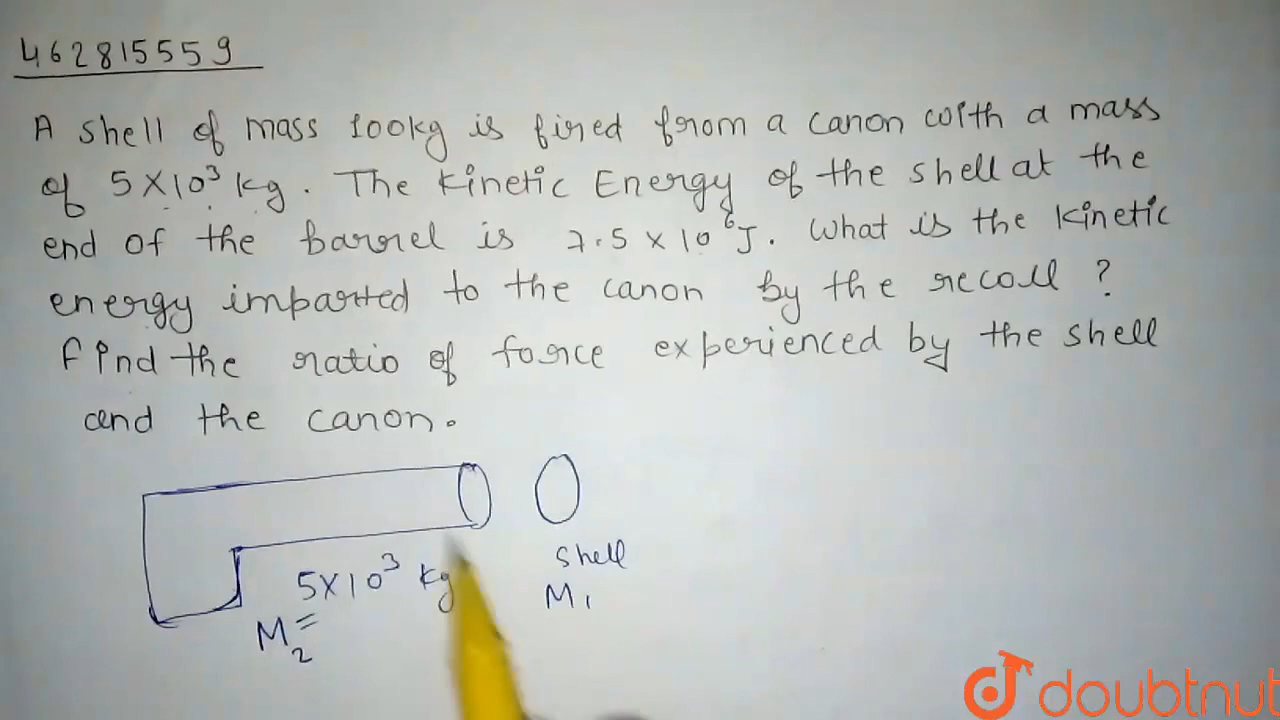 462815559
A shell of mass 100kg is fired from a canon with a mass
of 5×10³ kg. The Kinetic Energy of the shell at the
end of the barrel is 7.5 × 10⁶J. What is the Kinetic
energy imparted to the canon by the recoil ?
Find the ratio of force experienced by the shell
and the canon.
5×10³ kg
M₂ =
shell
M₁
doubtnut